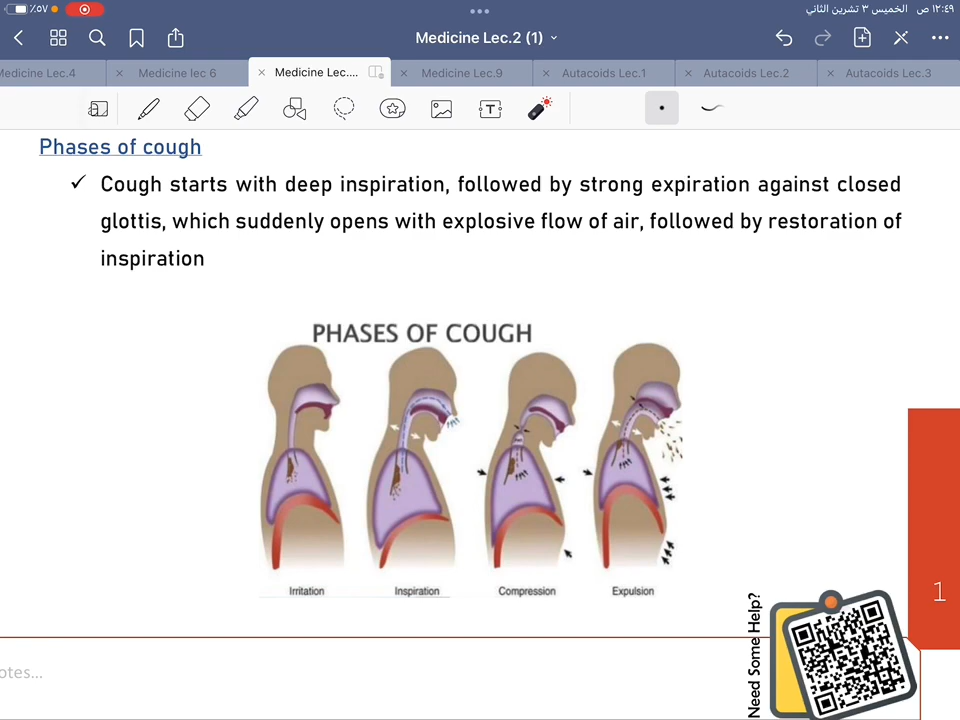 ٪٥٧
١٢:٤٩ ص الخميس ٣ تشرين الثاني
Medicine Lec.2 (1)
Medicine Lec.4
Medicine lec 6
Medicine Lec....
Medicine Lec.9
Autacoids Lec.1
Autacoids Lec.2
Autacoids Lec.3
T
Phases of cough
✓ Cough starts with deep inspiration, followed by strong expiration against closed
glottis, which suddenly opens with explosive flow of air, followed by restoration of
inspiration
PHASES OF COUGH
Irritation
Inspiration
Compression
Expulsion
1
Need Some Help?
otes...